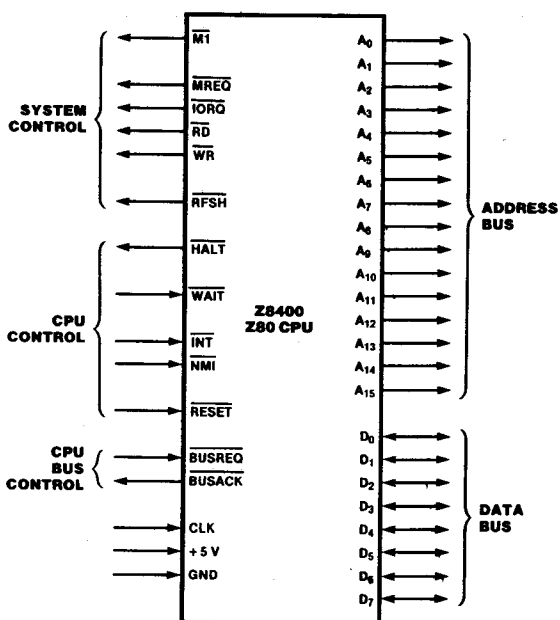 SYSTEM
CONTROL
M1
MREQ
IORQ
RD
WR
RFSH
CPU
CONTROL
HALT
WAIT
INT
NMI
RESET
CPU
BUS
CONTROL
BUSREQ
BUSACK
CLK
+5 V
GND
Z8400
Z80 CPU
A0
A1
A2
A3
A4
A5
A6
A7
A8
A9
A10
A11
A12
A13
A14
A15
ADDRESS
BUS
D0
D1
D2
D3
D4
D5
D6
D7
DATA
BUS